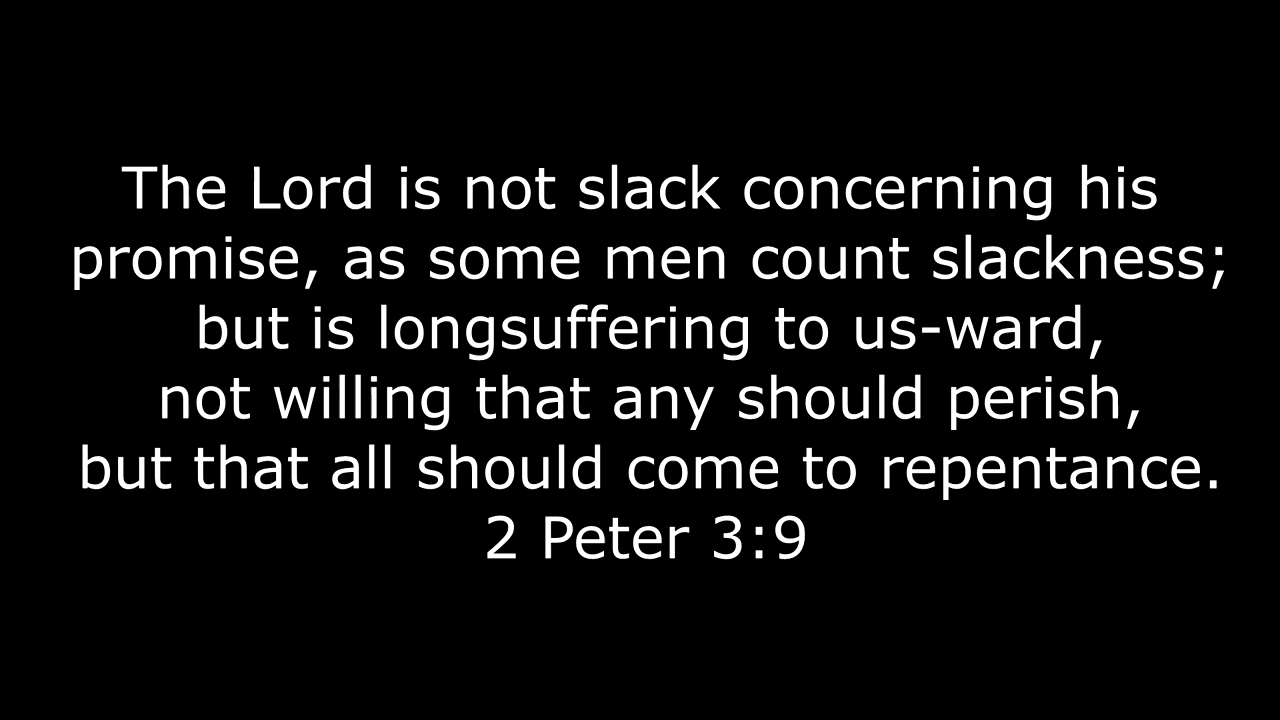 The Lord is not slack concerning his
promise, as some men count slackness;
but is longsuffering to us-ward,
not willing that any should perish,
but that all should come to repentance.
2 Peter 3:9